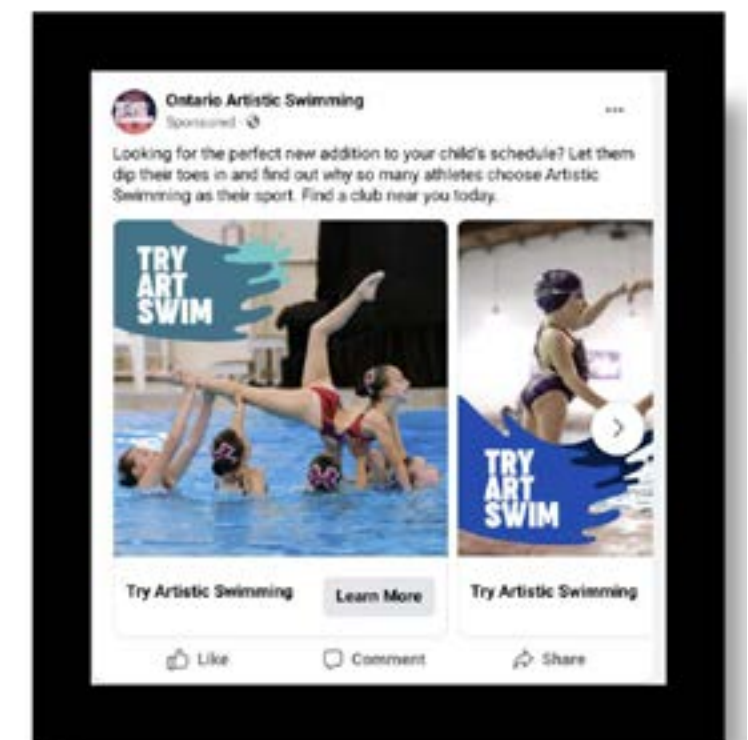 Ontario Artistic Swimming
Sponsored ·
Looking for the perfect new addition to your child's schedule? Let them
dip their toes in and find out why so many athletes choose Artistic
Swimming as their sport. Find a club near you today.
TRY
ART
SWIM
TRY
ART
SWIM
Try Artistic Swimming
Learn More
Try Artistic Swimming
Like
Comment
Share